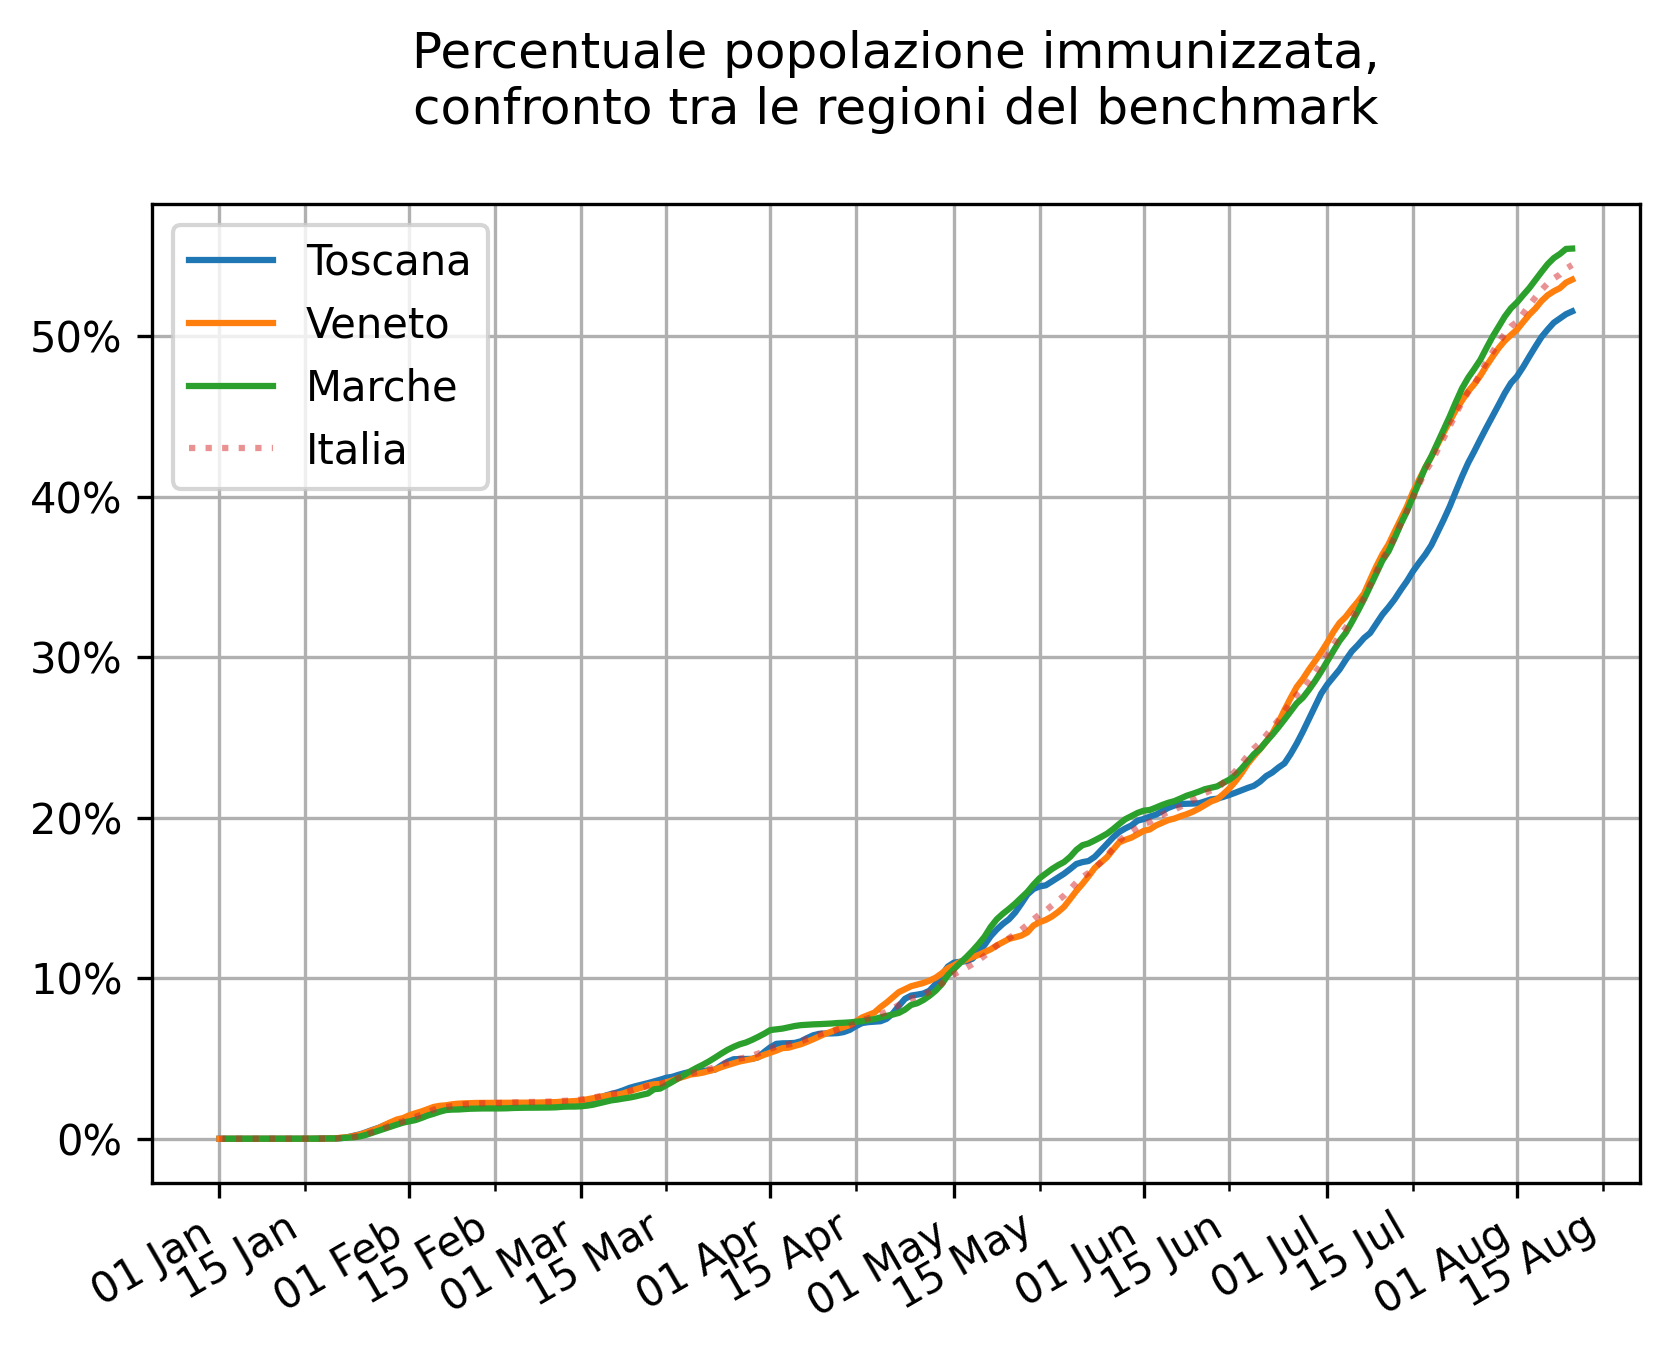 Percentuale popolazione immunizzata,
confronto tra le regioni del benchmark
Toscana
Veneto
Marche
Italia
50%
40%
30%
20%
10%
0%
01 Jan
15 Jan
01 Feb
15 Feb
01 Mar
15 Mar
01 Apr
15 Apr
01 May
15 May
01 Jun
15 Jun
01 Jul
15 Jul
01 Aug
15 Aug